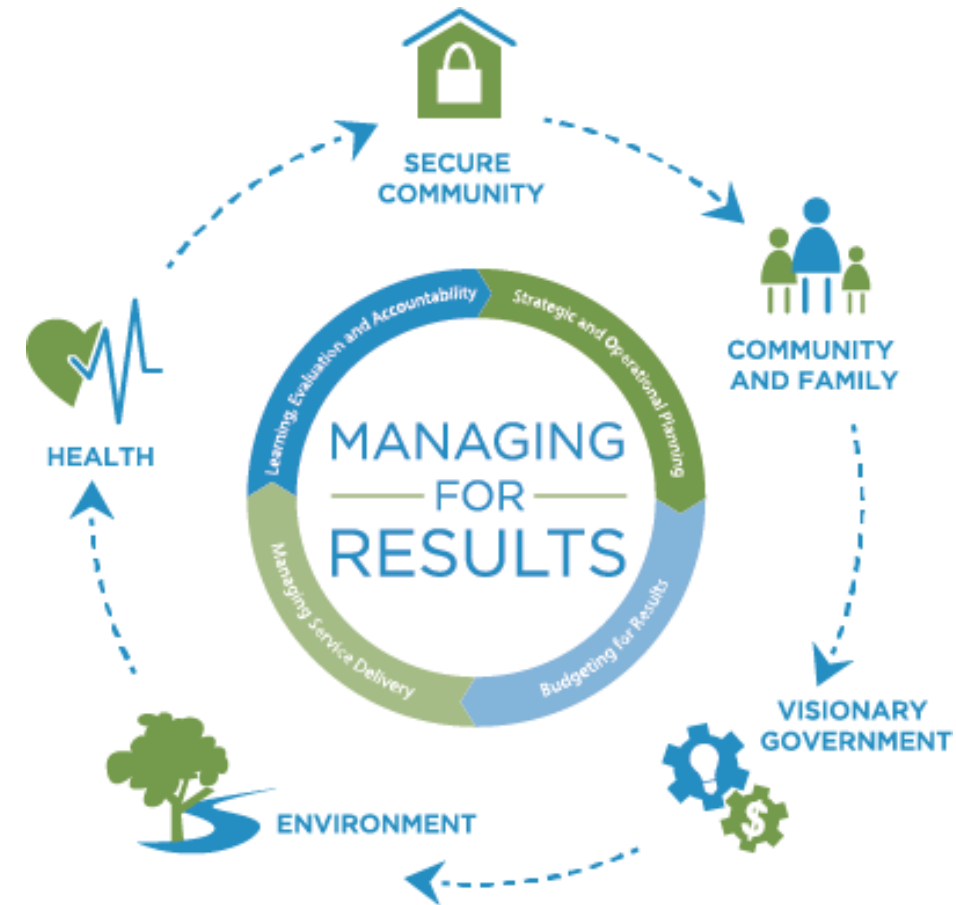 SECURE
COMMUNITY
COMMUNITY
AND FAMILY
VISIONARY
GOVERNMENT
$
ENVIRONMENT
HEALTH
Learning, Evaluation and Accountability
Strategic and Operational Planning
Budgeting for Results
Managing Service Delivery
MANAGING
FOR
RESULTS